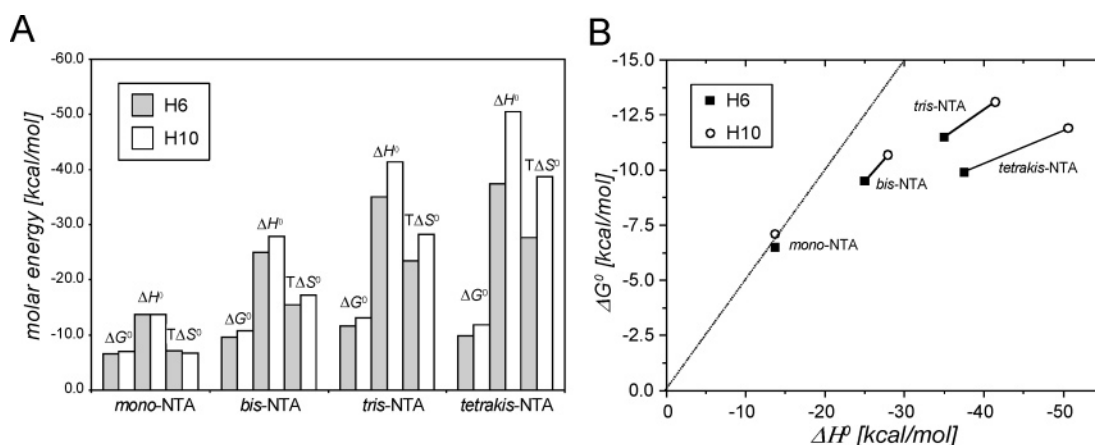 A
molar energy [kcal/mol]
-60.0
-50.0
-40.0
-30.0
-20.0
-10.0
0.0
H6
H10
ΔG⁰
ΔH⁰
TΔS⁰
ΔG⁰
ΔH⁰
TΔS⁰
ΔG⁰
ΔH⁰
TΔS⁰
ΔG⁰
ΔH⁰
TΔS⁰
mono-NTA
bis-NTA
tris-NTA
tetrakis-NTA
B
ΔG⁰ [kcal/mol]
-15.0
-12.5
-10.0
-7.5
-5.0
-2.5
0.0
H6
H10
tris-NTA
bis-NTA
tetrakis-NTA
mono-NTA
0
-10
-20
-30
-40
-50
ΔH⁰ [kcal/mol]